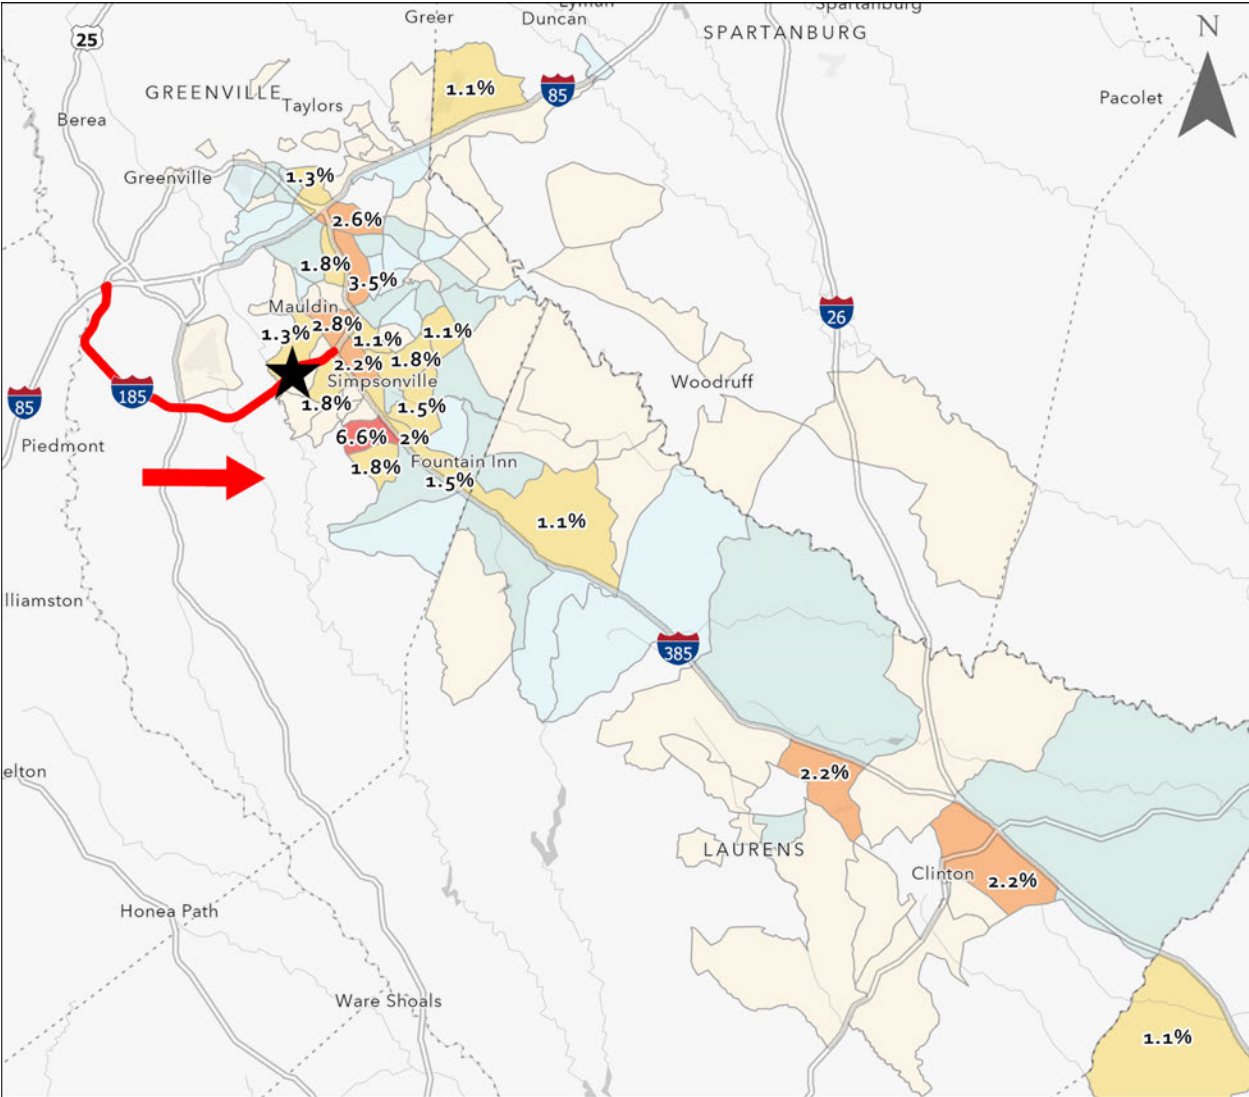 Greer
Lyman
Duncan
Spartanburg
SPARTANBURG
N
25
GREENVILLE
Taylors
1.1%
85
Pacolet
Berea
Greenville
1.3%
2.6%
1.8%
3.5%
Mauldin
26
1.3%
2.8%
1.1%
1.1%
2.2%
1.8%
Simpsonville
Woodruff
185
85
1.8%
1.5%
Piedmont
6.6%
2%
Fountain Inn
1.8%
1.5%
1.1%
lliamston
385
elton
2.2%
LAURENS
Clinton
2.2%
Honea Path
Ware Shoals
1.1%